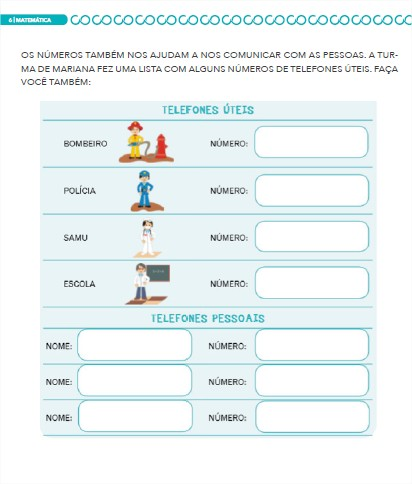 6 | MATEMÁTICA
OS NÚMEROS TAMBÉM NOS AJUDAM A NOS COMUNICAR COM AS PESSOAS. A TUR-
MA DE MARIANA FEZ UMA LISTA COM ALGUNS NÚMEROS DE TELEFONES ÚTEIS. FAÇA
VOCÊ TAMBÉM:
TELEFONES ÚTEIS
BOMBEIRO NÚMERO:
POLÍCIA NÚMERO:
SAMU NÚMERO:
ESCOLA NÚMERO:
TELEFONES PESSOAIS
NOME: NÚMERO:
NOME: NÚMERO:
NOME: NÚMERO: